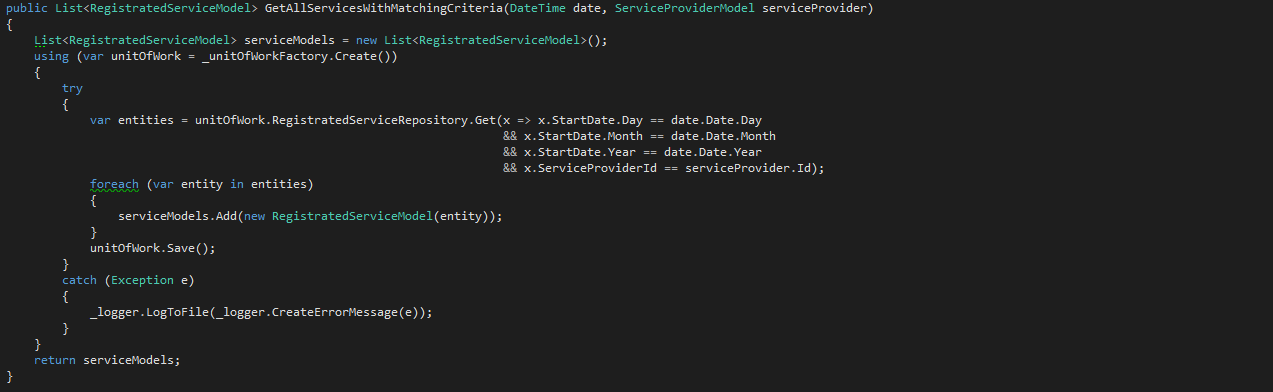 public List<RegistratedServiceModel> GetAllServicesWithMatchingCriteria(DateTime date, ServiceProviderModel serviceProvider)
{
    List<RegistratedServiceModel> serviceModels = new List<RegistratedServiceModel>();
    using (var unitOfWork = _unitOfWorkFactory.Create())
    {
        try
        {
            var entities = unitOfWork.RegistratedServiceRepository.Get(x => x.StartDate.Day == date.Date.Day
                                                                       && x.StartDate.Month == date.Date.Month
                                                                       && x.StartDate.Year == date.Date.Year
                                                                       && x.ServiceProviderId == serviceProvider.Id);
            foreach (var entity in entities)
            {
                serviceModels.Add(new RegistratedServiceModel(entity));
            }
            unitOfWork.Save();
        }
        catch (Exception e)
        {
            _logger.LogToFile(_logger.CreateErrorMessage(e));
        }
    }
    return serviceModels;
}